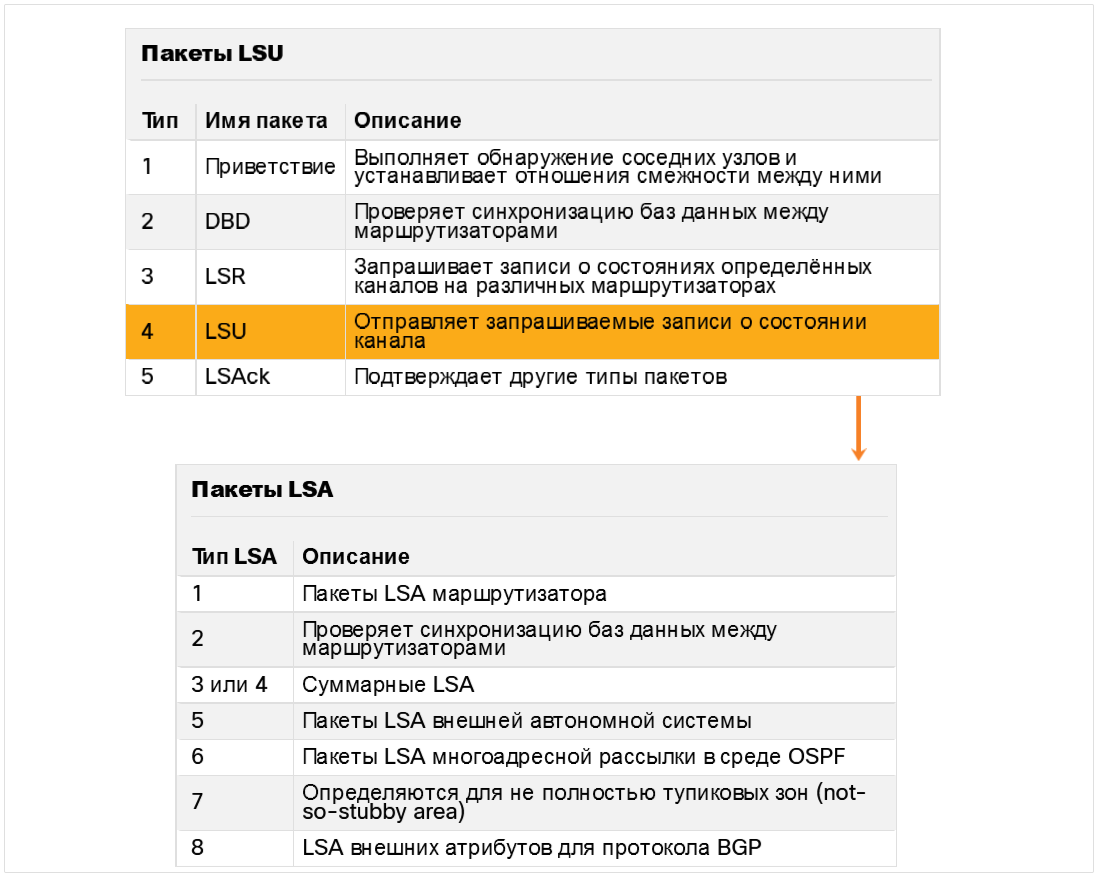 Пакеты LSU
Тип Имя пакета Описание
1 Приветствие Выполняет обнаружение соседних узлов и
устанавливает отношения смежности между ними
2 DBD Проверяет синхронизацию баз данных между
маршрутизаторами
3 LSR Запрашивает записи о состояниях определённых
каналов на различных маршрутизаторах
4 LSU Отправляет запрашиваемые записи о состоянии
канала
5 LSAck Подтверждает другие типы пакетов
Пакеты LSA
Тип LSA Описание
1 Пакеты LSA маршрутизатора
2 Проверяет синхронизацию баз данных между
маршрутизаторами
3 или 4 Суммарные LSA
5 Пакеты LSA внешней автономной системы
6 Пакеты LSA многоадресной рассылки в среде OSPF
7 Определяются для не полностью тупиковых зон (not-
so-stubby area)
8 LSA внешних атрибутов для протокола BGP